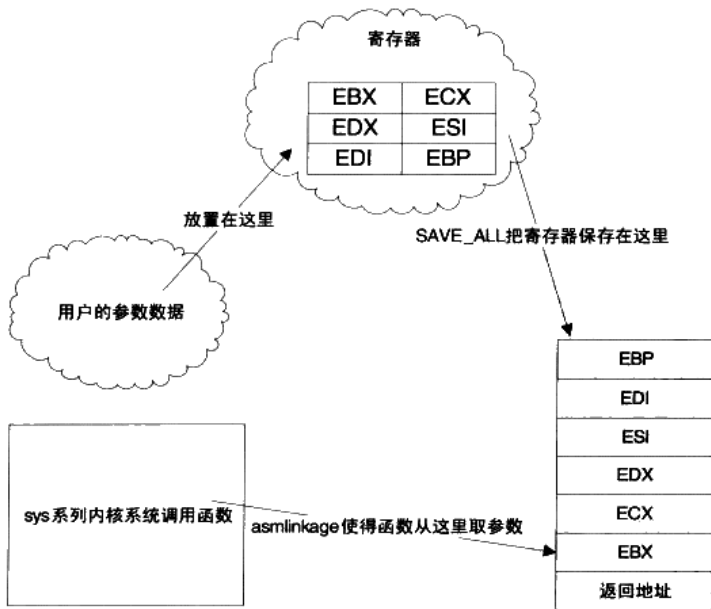 寄存器
EBX ECX
EDX ESI
EDI EBP
放置在这里
SAVE_ALL把寄存器保存在这里
用户的参数数据
EBP
EDI
ESI
EDX
ECX
EBX
返回地址
sys系列内核系统调用函数
asmlinkage使得函数从这里取参数